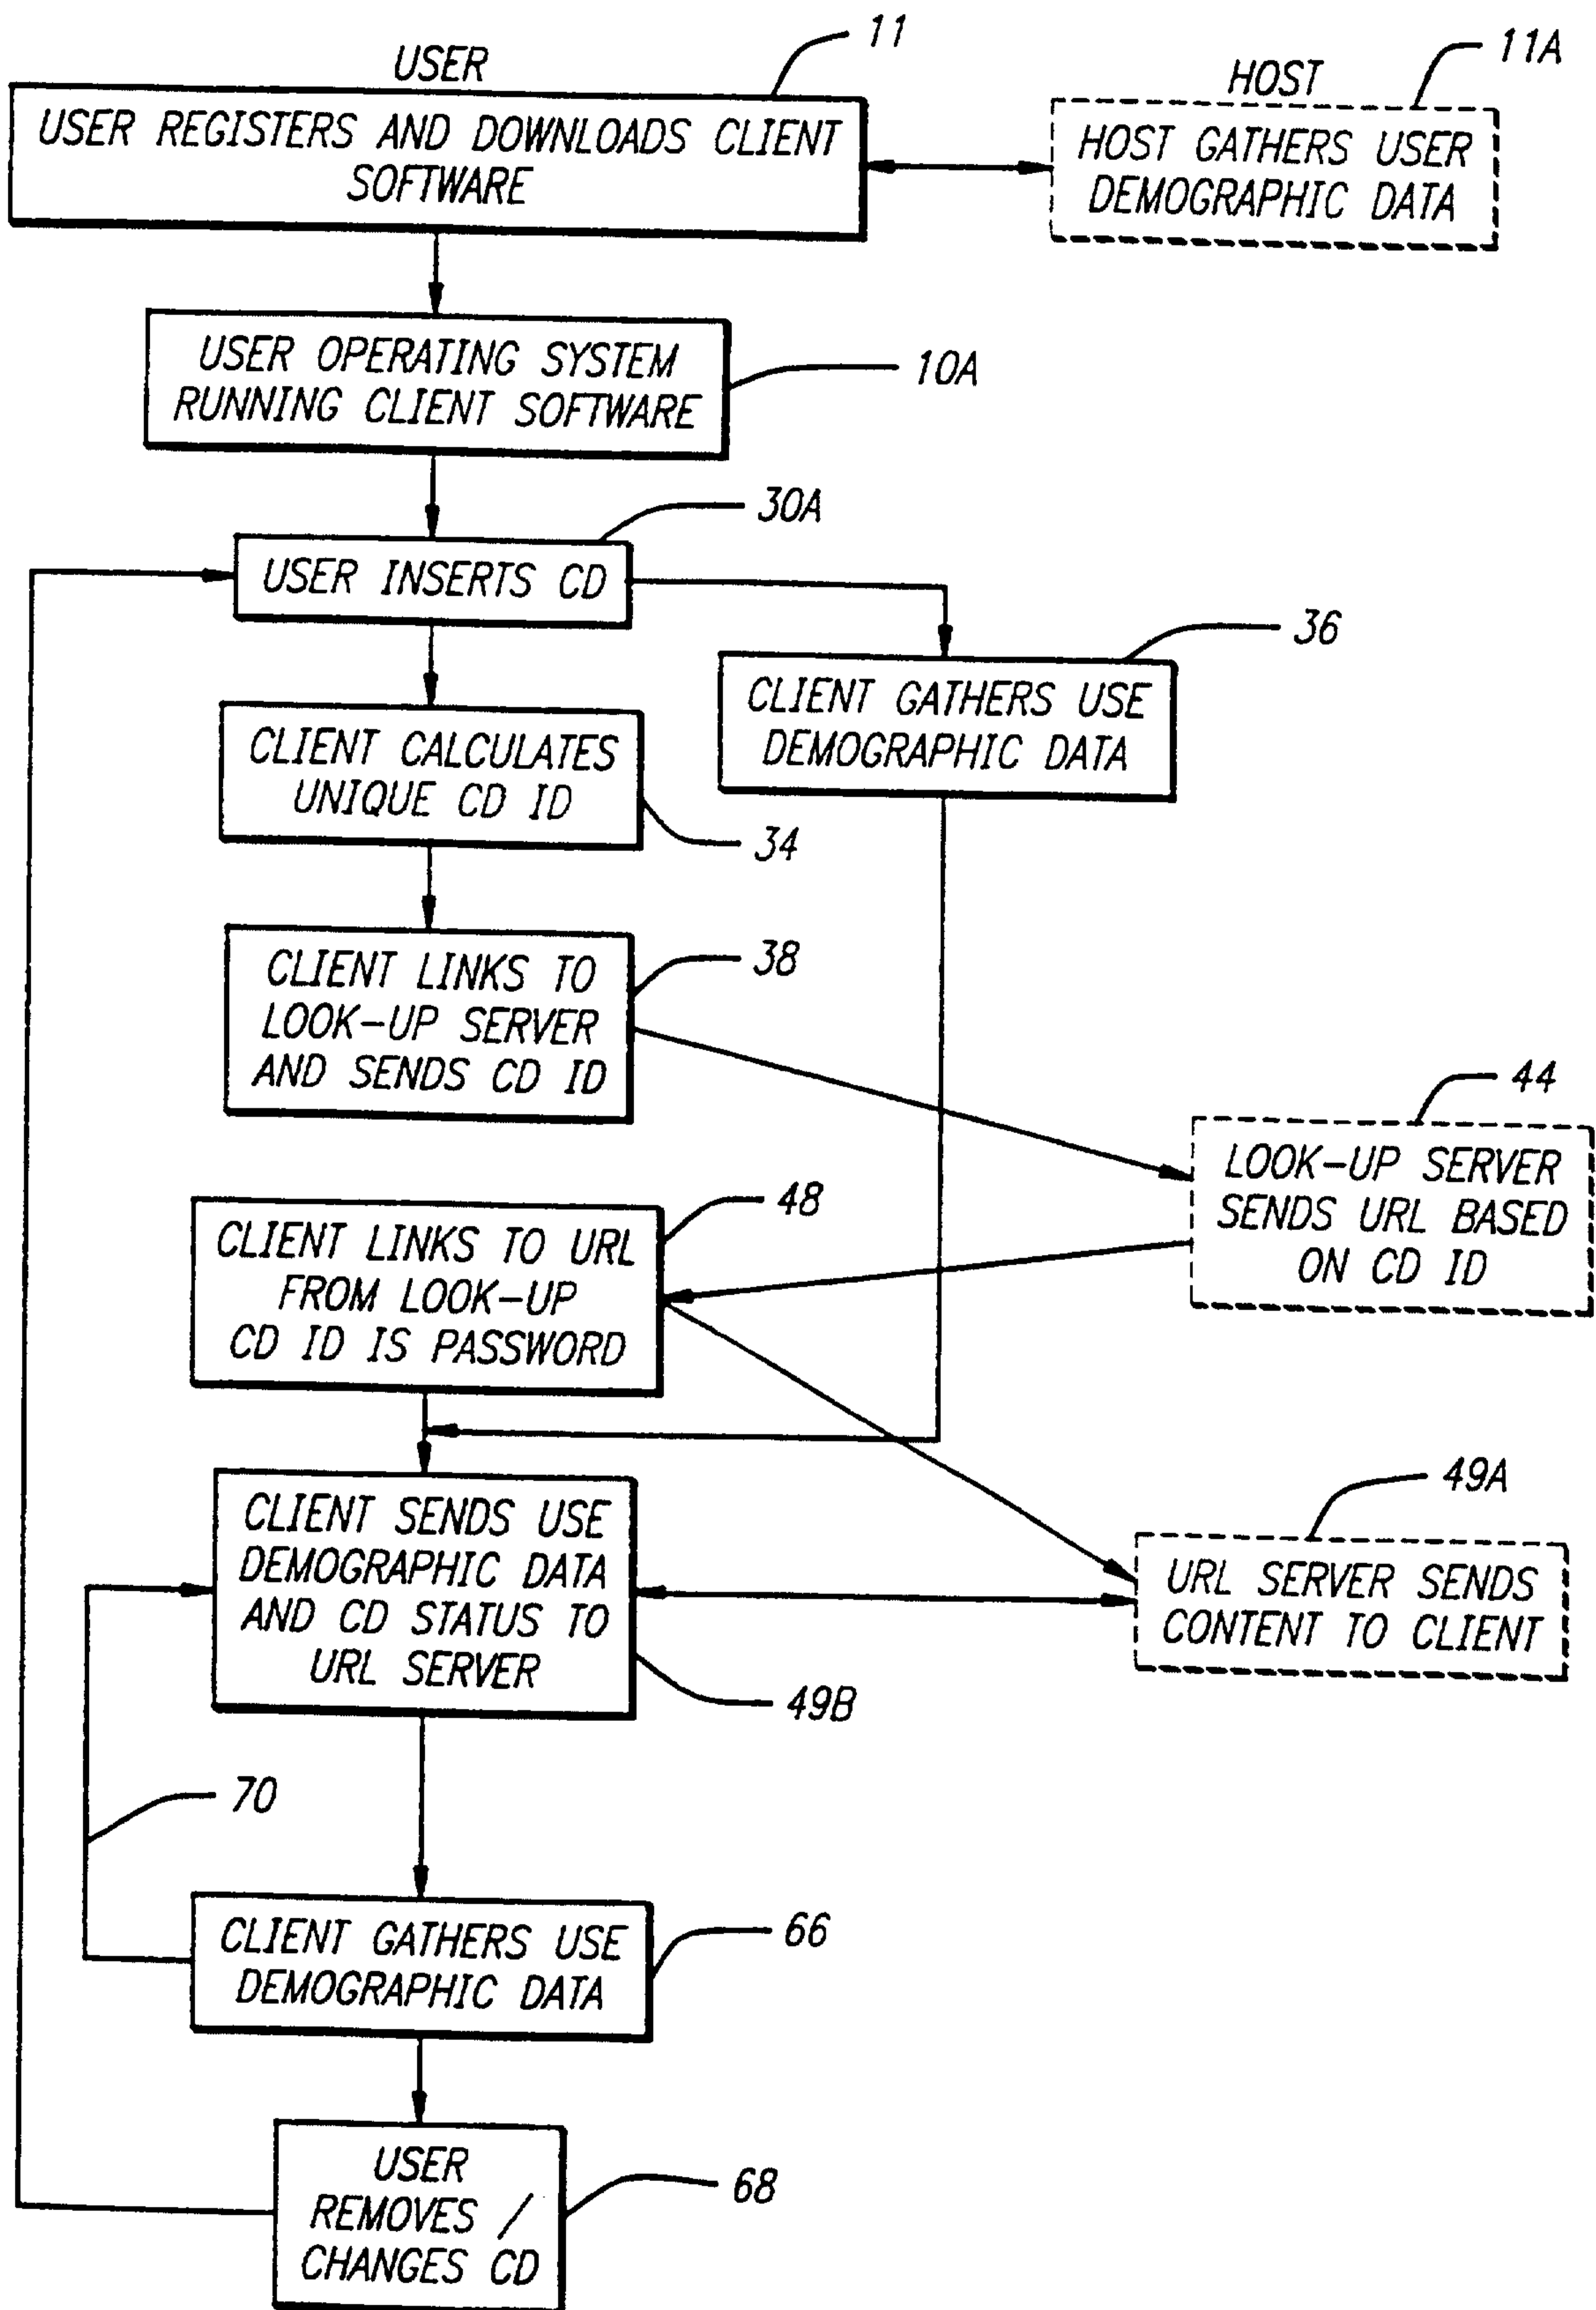 11
USER
USER REGISTERS AND DOWNLOADS CLIENT
SOFTWARE
11A
HOST
HOST GATHERS USER
DEMOGRAPHIC DATA
USER OPERATING SYSTEM
RUNNING CLIENT SOFTWARE
10A
30A
USER INSERTS CD
36
CLIENT GATHERS USE
DEMOGRAPHIC DATA
CLIENT CALCULATES
UNIQUE CD ID
34
CLIENT LINKS TO
LOOK-UP SERVER
AND SENDS CD ID
38
44
LOOK-UP SERVER
SENDS URL BASED
ON CD ID
48
CLIENT LINKS TO URL
FROM LOOK-UP
CD ID IS PASSWORD
CLIENT SENDS USE
DEMOGRAPHIC DATA
AND CD STATUS TO
URL SERVER
49B
49A
URL SERVER SENDS
CONTENT TO CLIENT
70
CLIENT GATHERS USE
DEMOGRAPHIC DATA
66
USER
REMOVES /
CHANGES CD
68